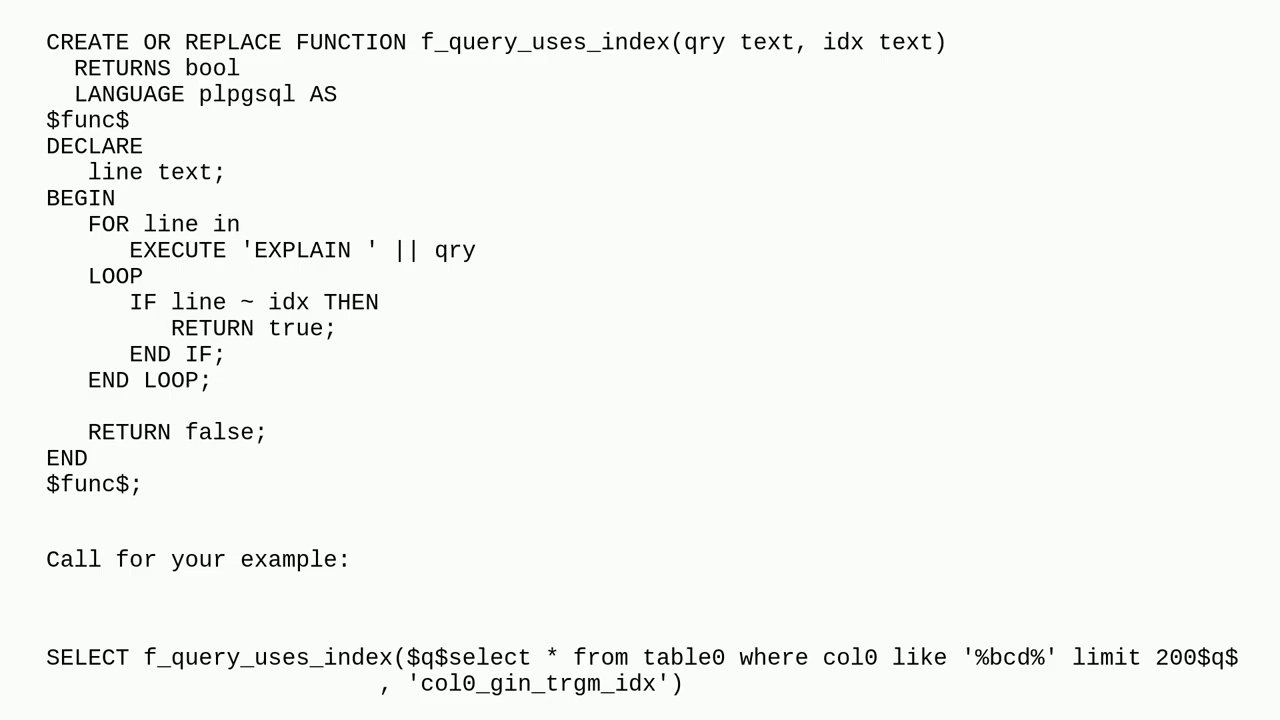 CREATE OR REPLACE FUNCTION f_query_uses_index(qry text, idx text)
  RETURNS bool
  LANGUAGE plpgsql AS
$func$
DECLARE
   line text;
BEGIN
   FOR line in
      EXECUTE 'EXPLAIN ' || qry
   LOOP
      IF line ~ idx THEN
         RETURN true;
      END IF;
   END LOOP;

   RETURN false;
END
$func$;

Call for your example:

SELECT f_query_uses_index($q$select * from table0 where col0 like '%bcd%' limit 200$q$
                        , 'col0_gin_trgm_idx')